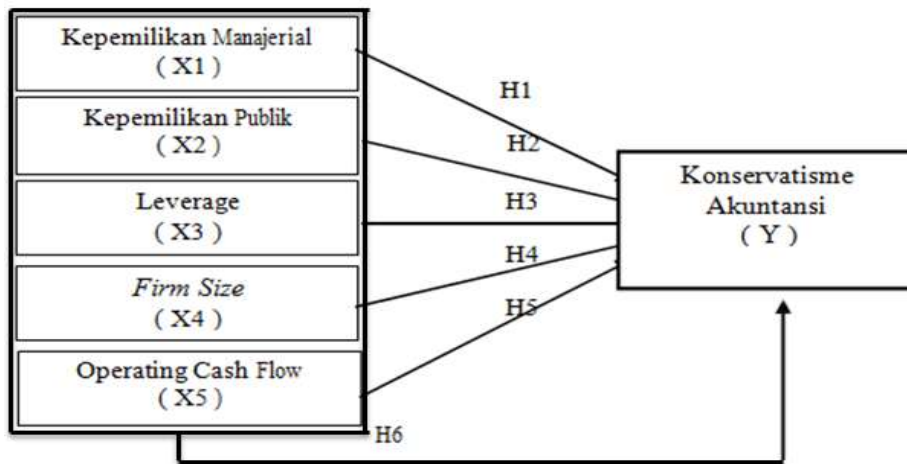 Kepemilikan Manajerial
( X1 )
Kepemilikan Publik
( X2 )
Leverage
( X3 )
Firm Size
( X4 )
Operating Cash Flow
( X5 )
H1
H2
H3
H4
H5
H6
Konservatisme
Akuntansi
( Y )